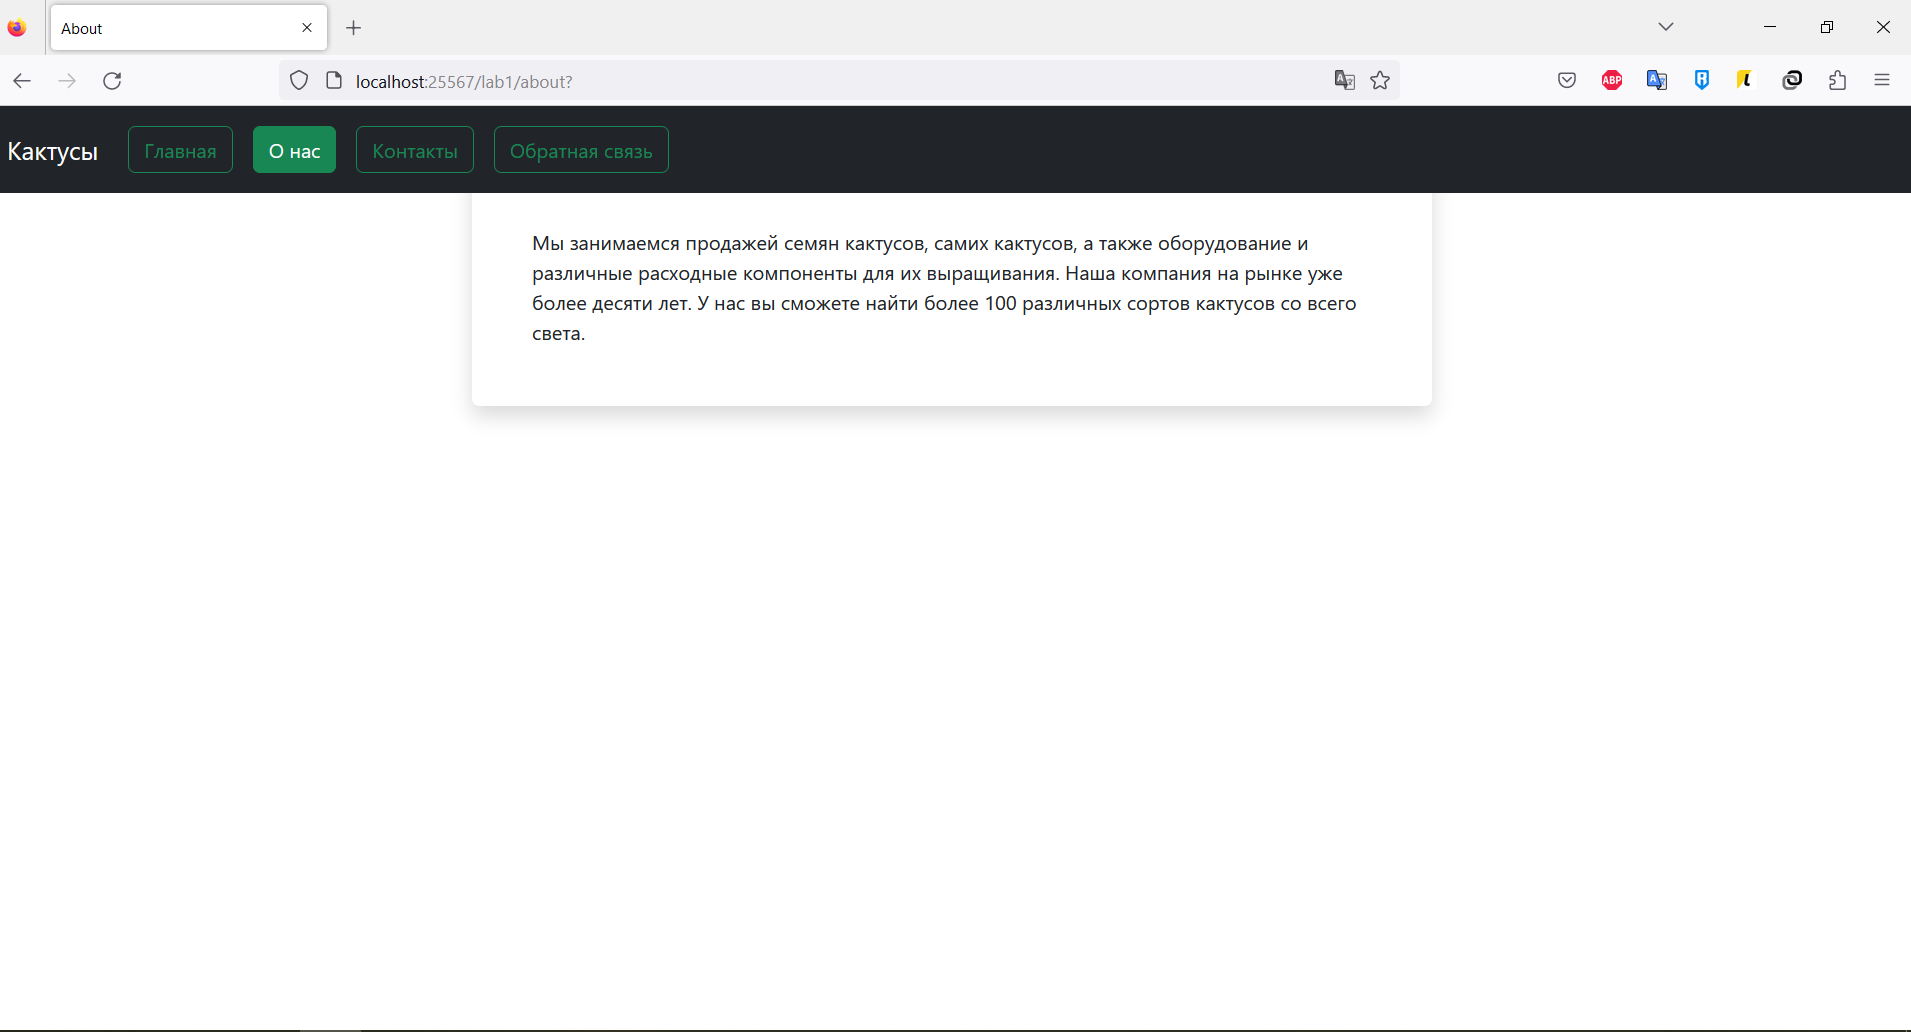 About
localhost:25567/lab1/about?
ABP
Кактусы
Главная
О нас
Контакты
Обратная связь
Мы занимаемся продажей семян кактусов, самих кактусов, а также оборудование и
различные расходные компоненты для их выращивания. Наша компания на рынке уже
более десяти лет. У нас вы сможете найти более 100 различных сортов кактусов со всего
света.